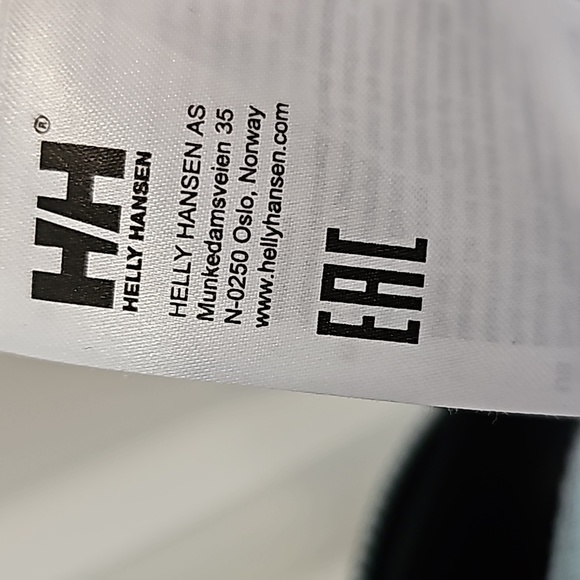 HH®
HELLY HANSEN
HELLY HANSEN AS
Munkedamsveien 35
N-0250 Oslo, Norway
www.hellyhansen.com
EAC